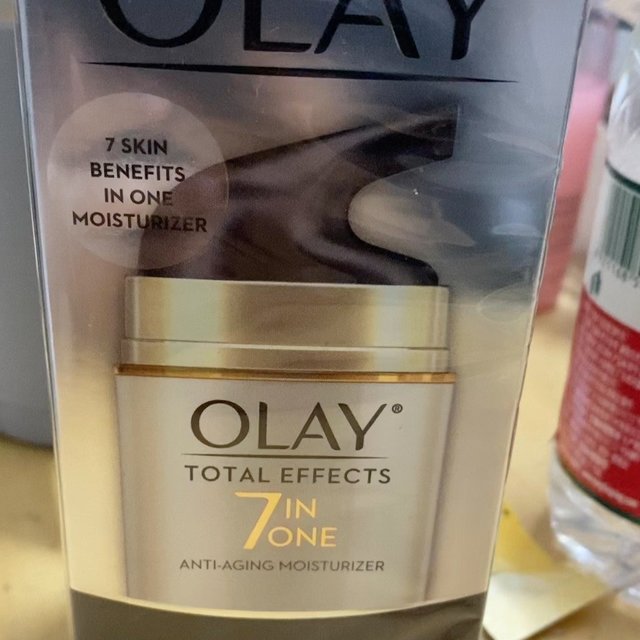 OLAY
7 SKIN
BENEFITS
IN ONE
MOISTURIZER
OLAY®
TOTAL EFFECTS
7 IN
ONE
ANTI-AGING MOISTURIZER